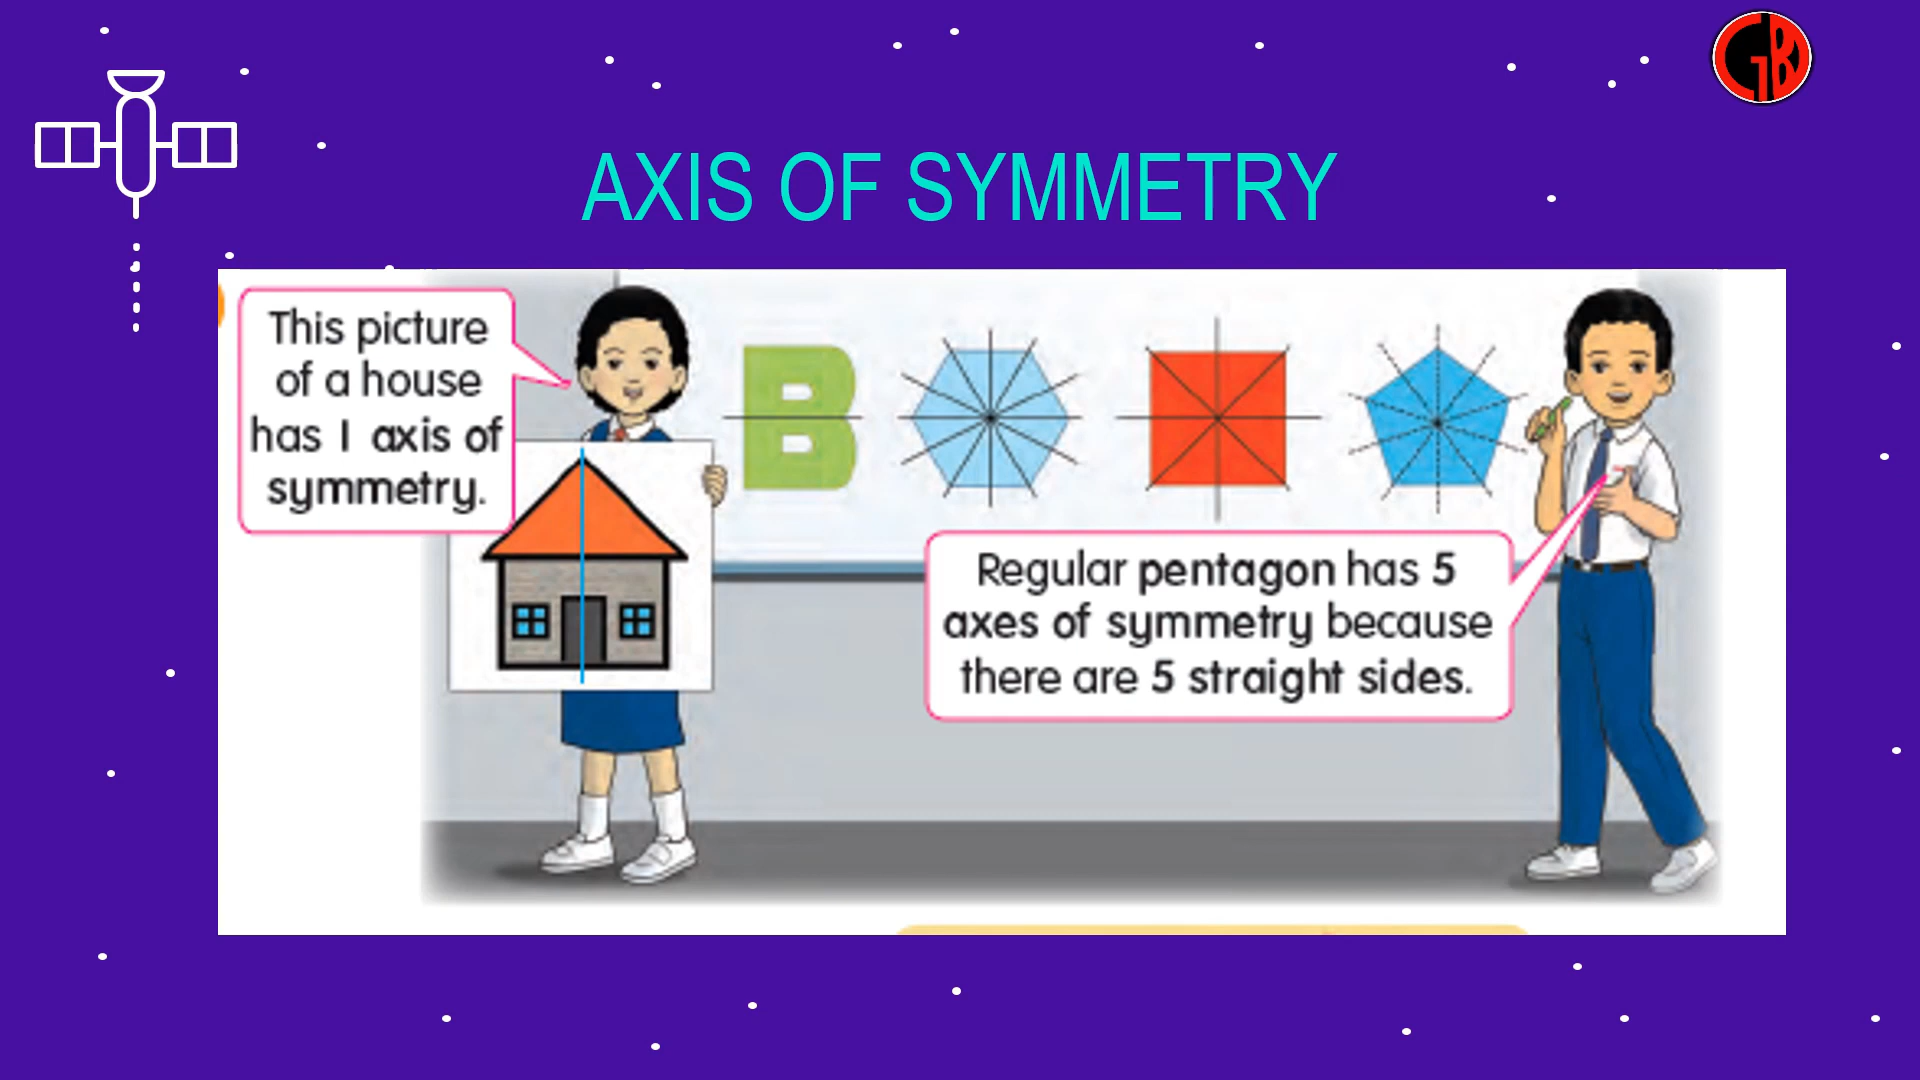 GB
AXIS OF SYMMETRY
This picture
of a house
has 1 axis of
symmetry.
B
Regular pentagon has 5
axes of symmetry because
there are 5 straight sides.